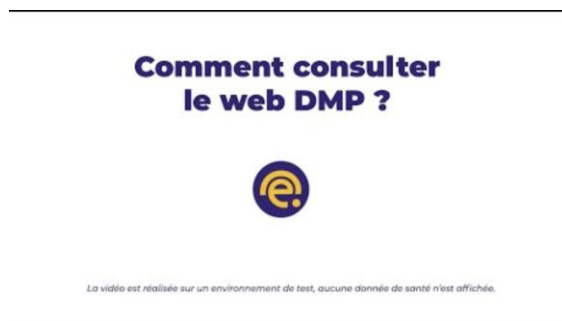 Comment consulter
le web DMP ?
e.
La vidéo est réalisée sur un environnement de test, aucune donnée de santé n'est affichée.